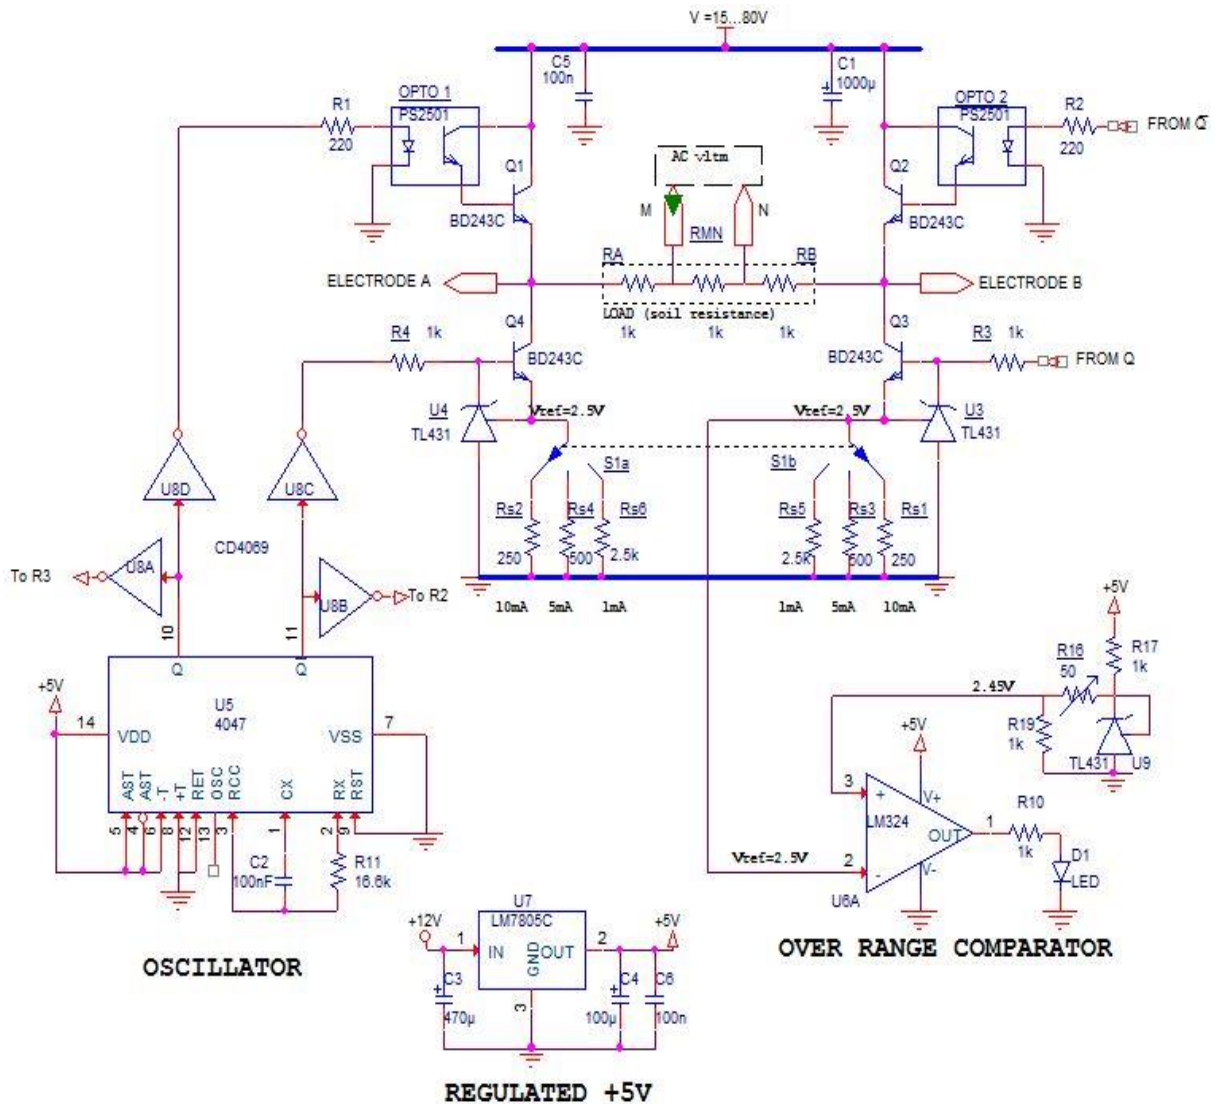 V =15...80V
C5
100n
C1
1000µ
OPTO 1
PS2501
R1
220
OPTO 2
PS2501
R2
220
FROM Q̅
AC vltm
Q1
BD243C
Q2
BD243C
M
N
RMN
RA
RB
ELECTRODE A
ELECTRODE B
LOAD (soil resistance)
1k
1k
1k
R4
1k
Q4
BD243C
Q3
BD243C
R3
1k
FROM Q
U4
TL431
Vref=2.5V
Vref=2.5V
U3
TL431
S1a
S1b
Rs2
Rs4
Rs6
250
500
2.5k
Rs5
Rs3
Rs1
2.5k
500
250
10mA
5mA
1mA
1mA
5mA
10mA
U8D
U8C
CD4069
U8A
U8B
To R3
To R2
10
11
Q
Q̅
+5V
U5
4047
14
VDD
VSS
7
AST
AST
-T
+T
RET
OSC
RCC
CX
RX
RST
5
4
6
8
12
13
3
1
2
9
C2
100nF
R11
16.6k
OSCILLATOR
+12V
U7
LM7805C
+5V
1
IN
GND
OUT
2
3
C3
470µ
C4
100µ
C6
100n
REGULATED +5V
+5V
R17
1k
R16
50
2.45V
R19
1k
TL431
U9
+5V
3
+
V+
LM324
OUT
1
2
-
V-
U6A
Vref=2.5V
R10
1k
D1
LED
OVER RANGE COMPARATOR